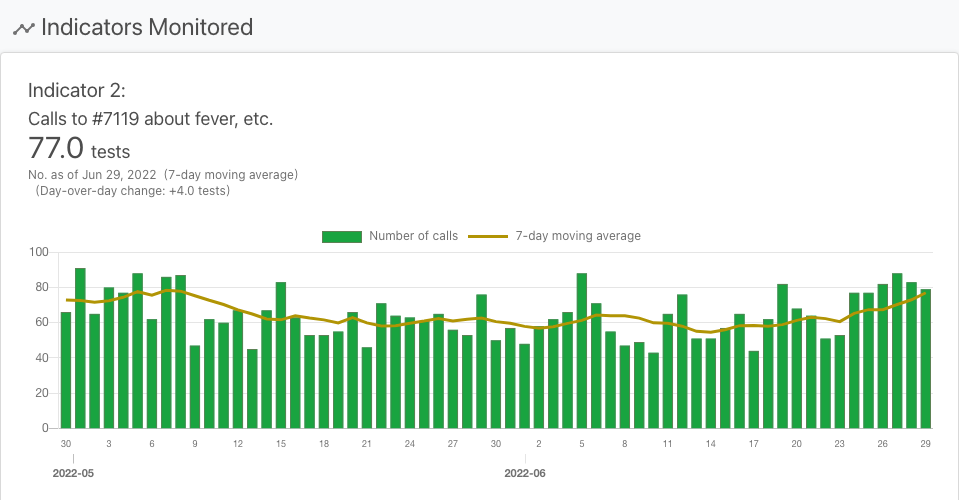 Indicators Monitored
Indicator 2:
Calls to #7119 about fever, etc.
77.0 tests
No. as of Jun 29, 2022 (7-day moving average)
(Day-over-day change: +4.0 tests)
Number of calls 7-day moving average
100
80
60
40
20
0
30 3 6 9 12 15 18 21 24 27 30 2 5 8 11 14 17 20 23 26 29
2022-05 2022-06